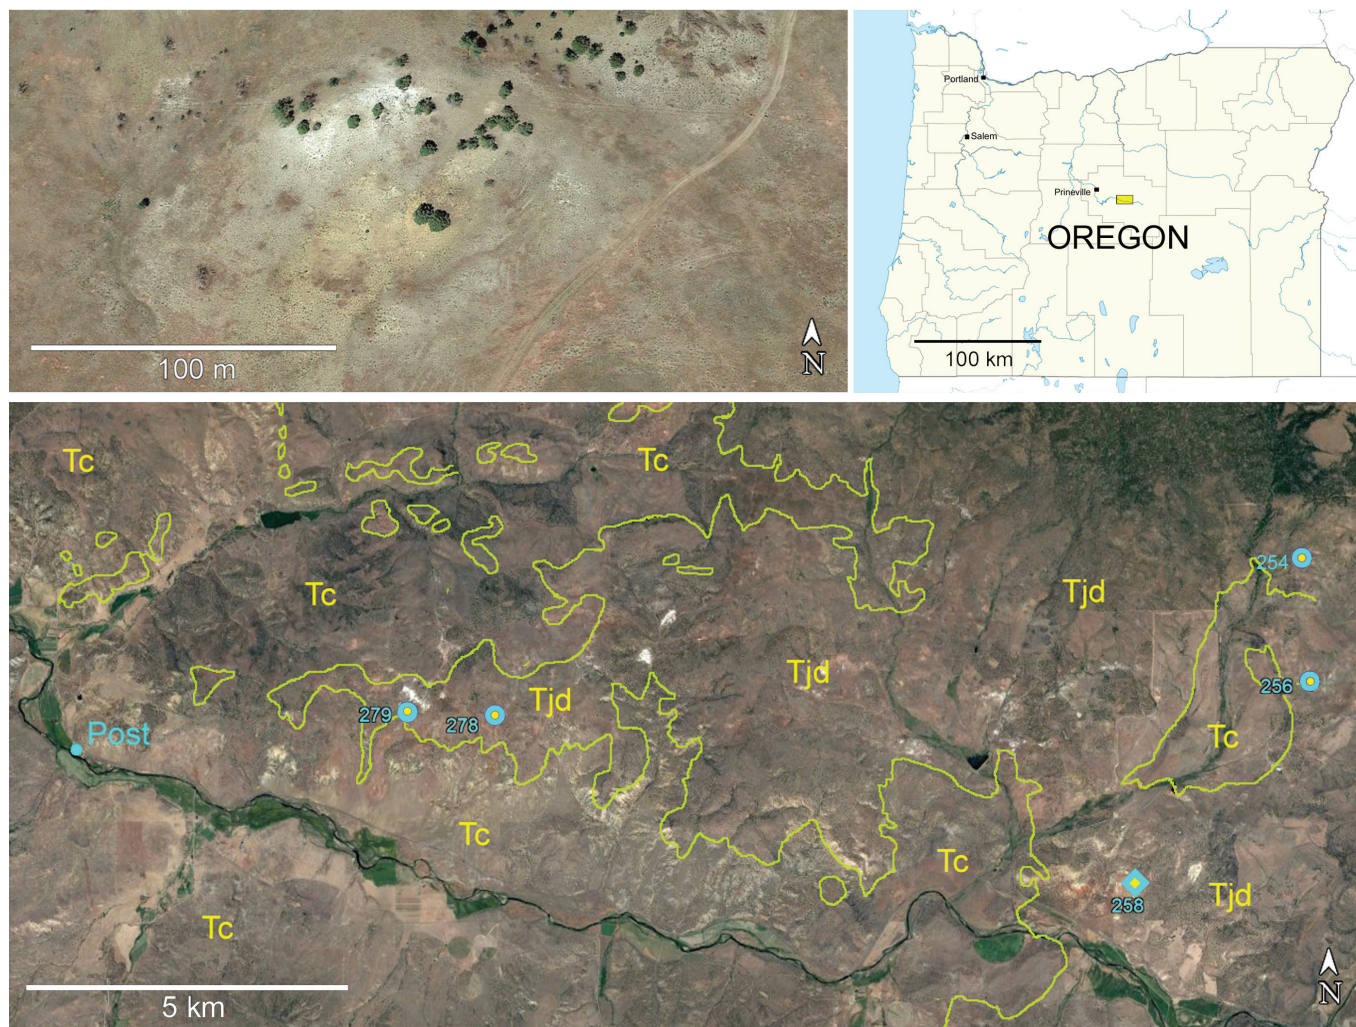 100 m
N
Portland
Salem
Prineville
OREGON
100 km
Tc
Tc
Tc
Tjd
254
Tjd
Tjd
256
279
278
Post
Tc
Tc
Tc
258
Tjd
Tc
5 km
N